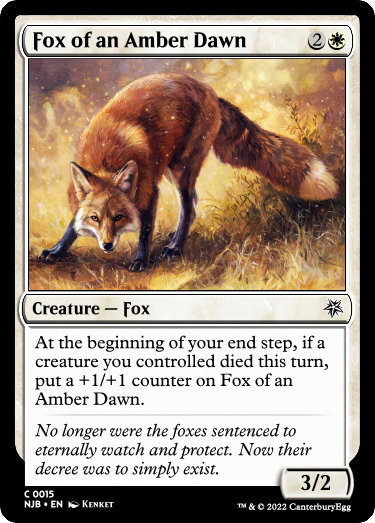 Fox of an Amber Dawn 2
Creature — Fox
At the beginning of your end step, if a
creature you controlled died this turn,
put a +1/+1 counter on Fox of an
Amber Dawn.
No longer were the foxes sentenced to
eternally watch and protect. Now their
decree was to simply exist.
3/2
C 0015
NJB • EN KENKET
™ & © 2022 CanterburyEgg